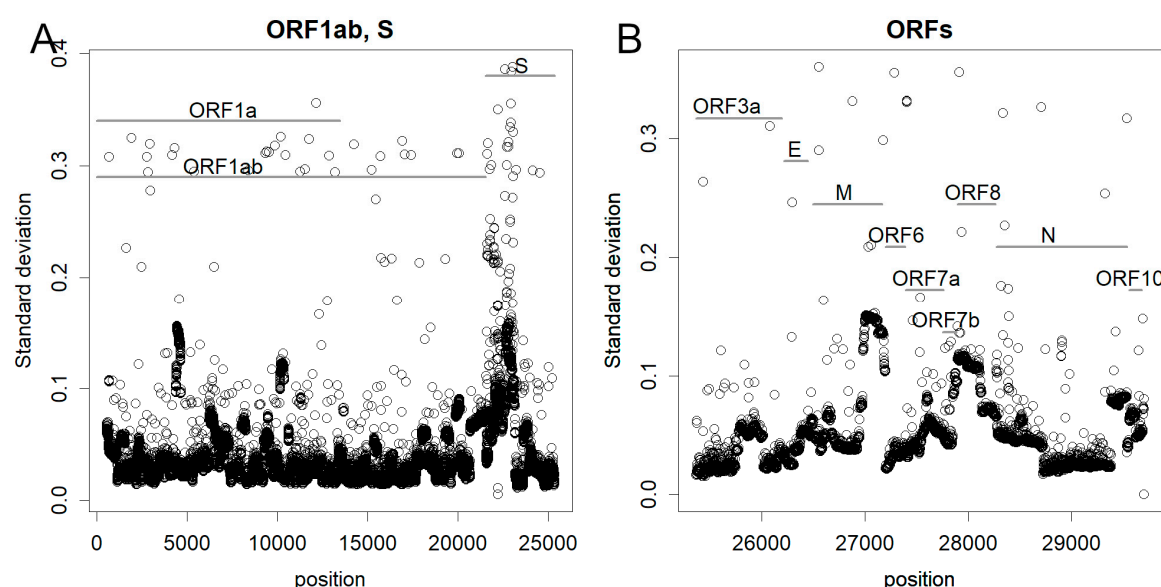 A
ORF1ab, S
Standard deviation
0.0
0.1
0.2
0.3
0.4
S
ORF1a
ORF1ab
0
5000
10000
15000
20000
25000
position
B
ORFs
Standard deviation
0.0
0.1
0.2
0.3
ORF3a
E
M
ORF8
ORF6
N
ORF7a
ORF10
ORF7b
26000
27000
28000
29000
position